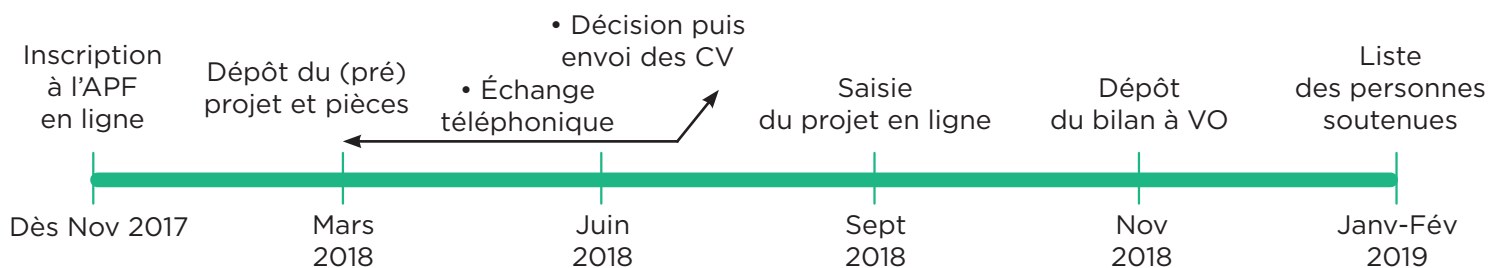 Inscription
à l'APF
en ligne
Dépôt du (pré)
projet et pièces
• Échange
téléphonique
• Décision puis
envoi des CV
Saisie
du projet en ligne
Dépôt
du bilan à VO
Liste
des personnes
soutenues
Dès Nov 2017
Mars
2018
Juin
2018
Sept
2018
Nov
2018
Janv-Fév
2019